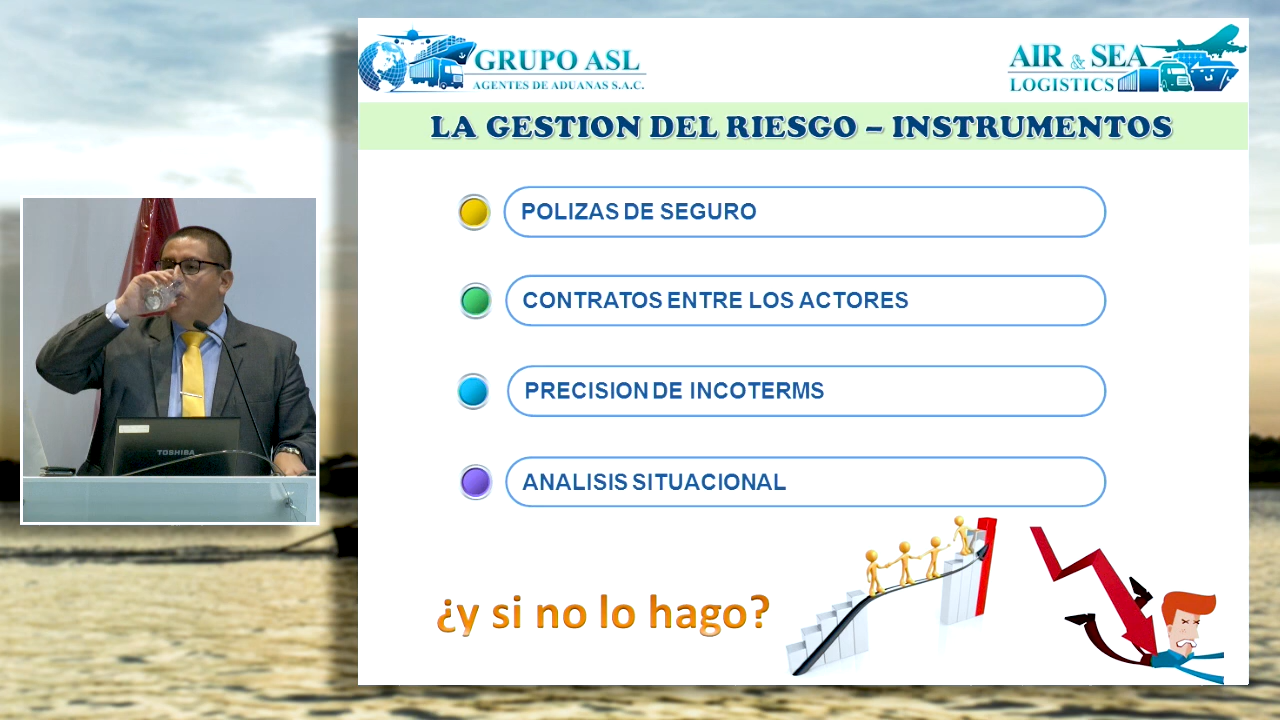 GRUPO ASL
AGENTES DE ADUANAS S.A.C.
AIR & SEA
LOGISTICS
LA GESTION DEL RIESGO – INSTRUMENTOS
POLIZAS DE SEGURO
CONTRATOS ENTRE LOS ACTORES
PRECISION DE INCOTERMS
ANALISIS SITUACIONAL
¿y si no lo hago?
TOSHIBA